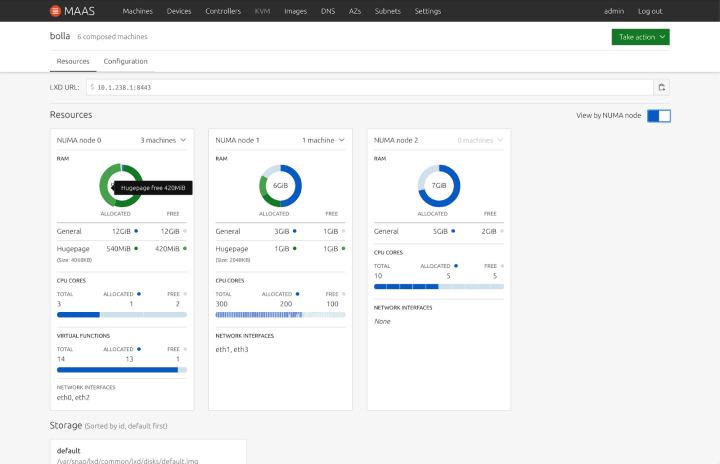 MAAS Machines Devices Controllers KVM Images DNS AZs Subnets Settings admin Log out
bolla 6 composed machines Take action
Resources Configuration
LXD URL: $ 10.1.238.1:8443
Resources View by NUMA node
NUMA node 0 3 machines
RAM
Hugepage free 420MiB
ALLOCATED FREE
General 12GiB 12GiB
Hugepage 540MiB 420MiB
(Size: 4068KB)
CPU CORES
TOTAL ALLOCATED FREE
3 1 2
VIRTUAL FUNCTIONS
TOTAL ALLOCATED FREE
14 13 1
NETWORK INTERFACES
eth0, eth2
NUMA node 1 1 machine
RAM
6GiB
ALLOCATED FREE
General 3GiB 1GiB
Hugepage 1GiB 1GiB
(Size: 2048KB)
CPU CORES
TOTAL ALLOCATED FREE
300 200 100
NETWORK INTERFACES
eth1, eth3
NUMA node 2 0 machines
RAM
7GiB
ALLOCATED FREE
General 5GiB 2GiB
CPU CORES
TOTAL ALLOCATED FREE
10 5 5
NETWORK INTERFACES
None
Storage (Sorted by id, default first)
default
/var/snap/lxd/common/lxd/disks/default.img